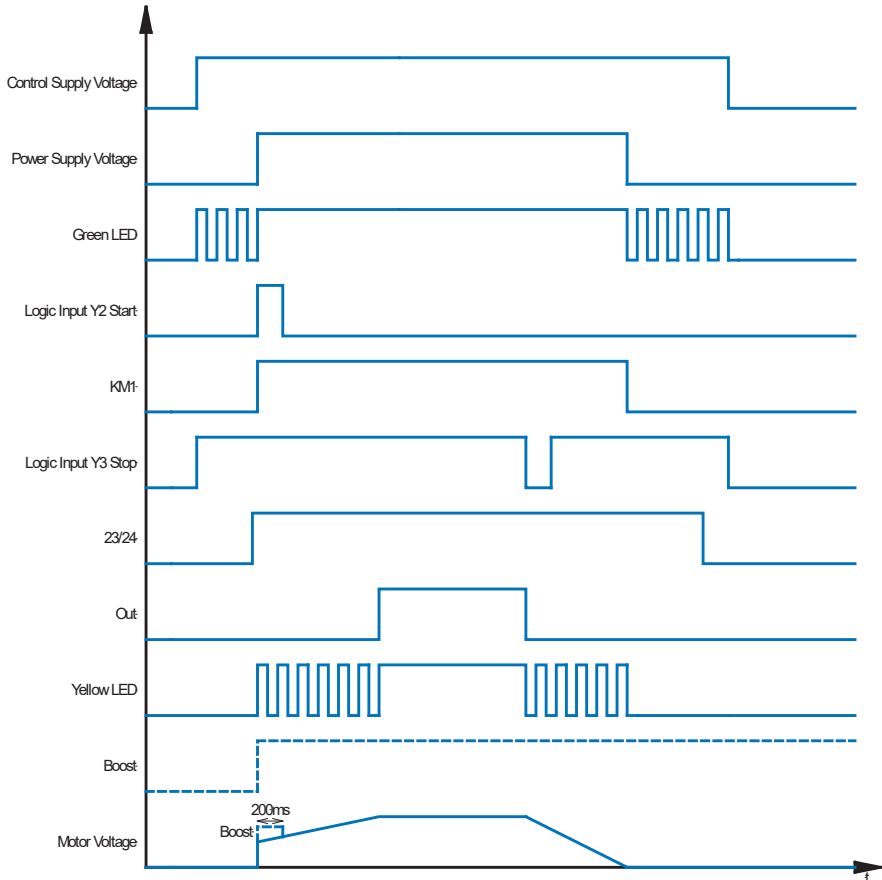 Control Supply Voltage
Power Supply Voltage
Green LED
Logic Input Y2 Start
KM1
Logic Input Y3 Stop
23/24
Out
Yellow LED
Boost
200ms
Boost
Motor Voltage
t